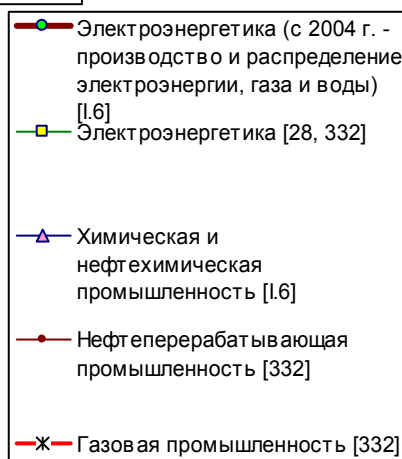 Электроэнергетика (с 2004 г. -
производство и распределение
электроэнергии, газа и воды)
[I.6]
Электроэнергетика [28, 332]
Химическая и
нефтехимическая
промышленность [I.6]
Нефтеперерабатывающая
промышленность [332]
Газовая промышленность [332]